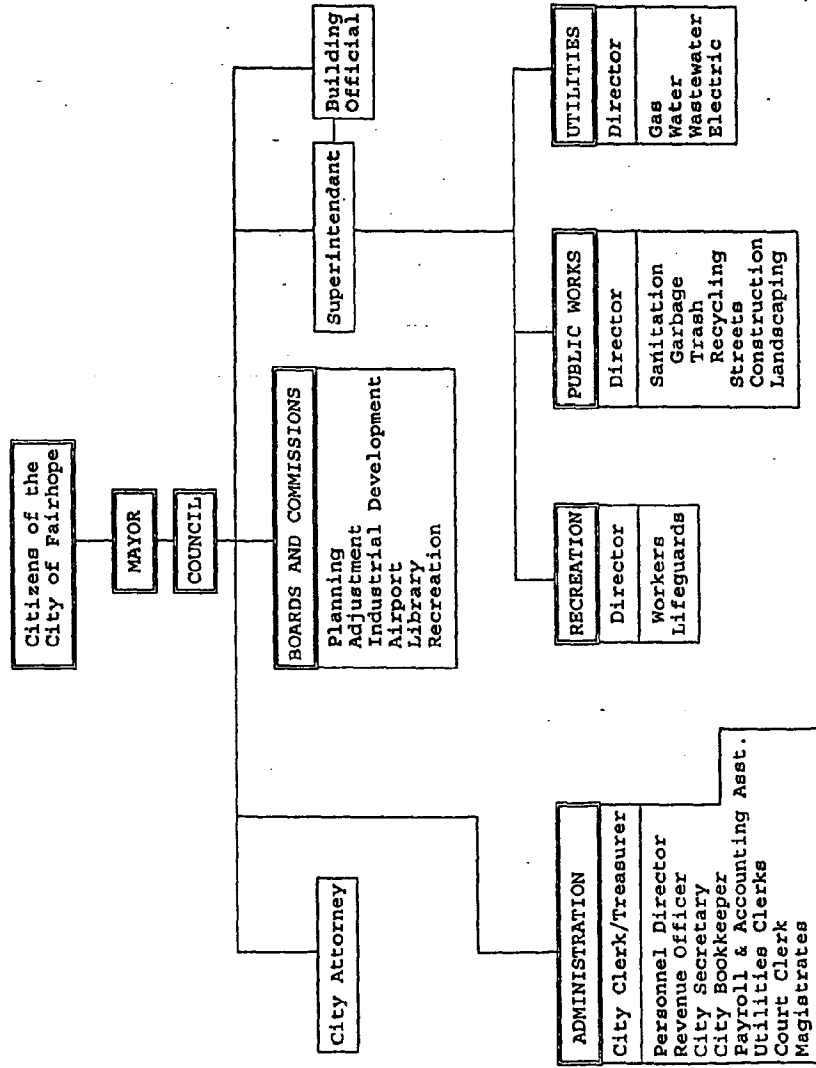 Citizens of the
City of Fairhope
MAYOR
COUNCIL
City Attorney
BOARDS AND COMMISSIONS
Planning
Adjustment
Industrial Development
Airport
Library
Recreation
Superintendant
Building
Official
ADMINISTRATION
City Clerk/Treasurer
Personnel Director
Revenue Officer
City Secretary
City Bookkeeper
Payroll & Accounting Asst.
Utilities Clerks
Court Clerk
Magistrates
RECREATION
Director
Workers
Lifeguards
PUBLIC WORKS
Director
Sanitation
Garbage
Trash
Recycling
Streets
Construction
Landscaping
UTILITIES
Director
Gas
Water
Wastewater
Electric